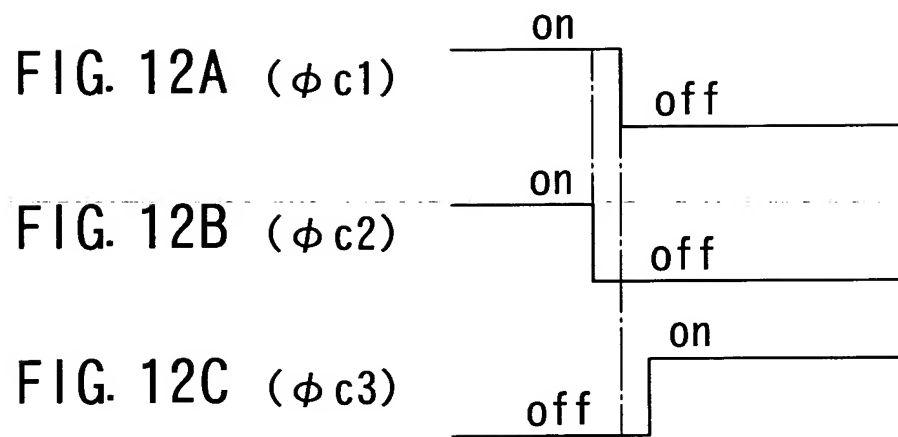 on
FIG. 12A (φc1)
off
on
FIG. 12B (φc2)
off
on
FIG. 12C (φc3)
off